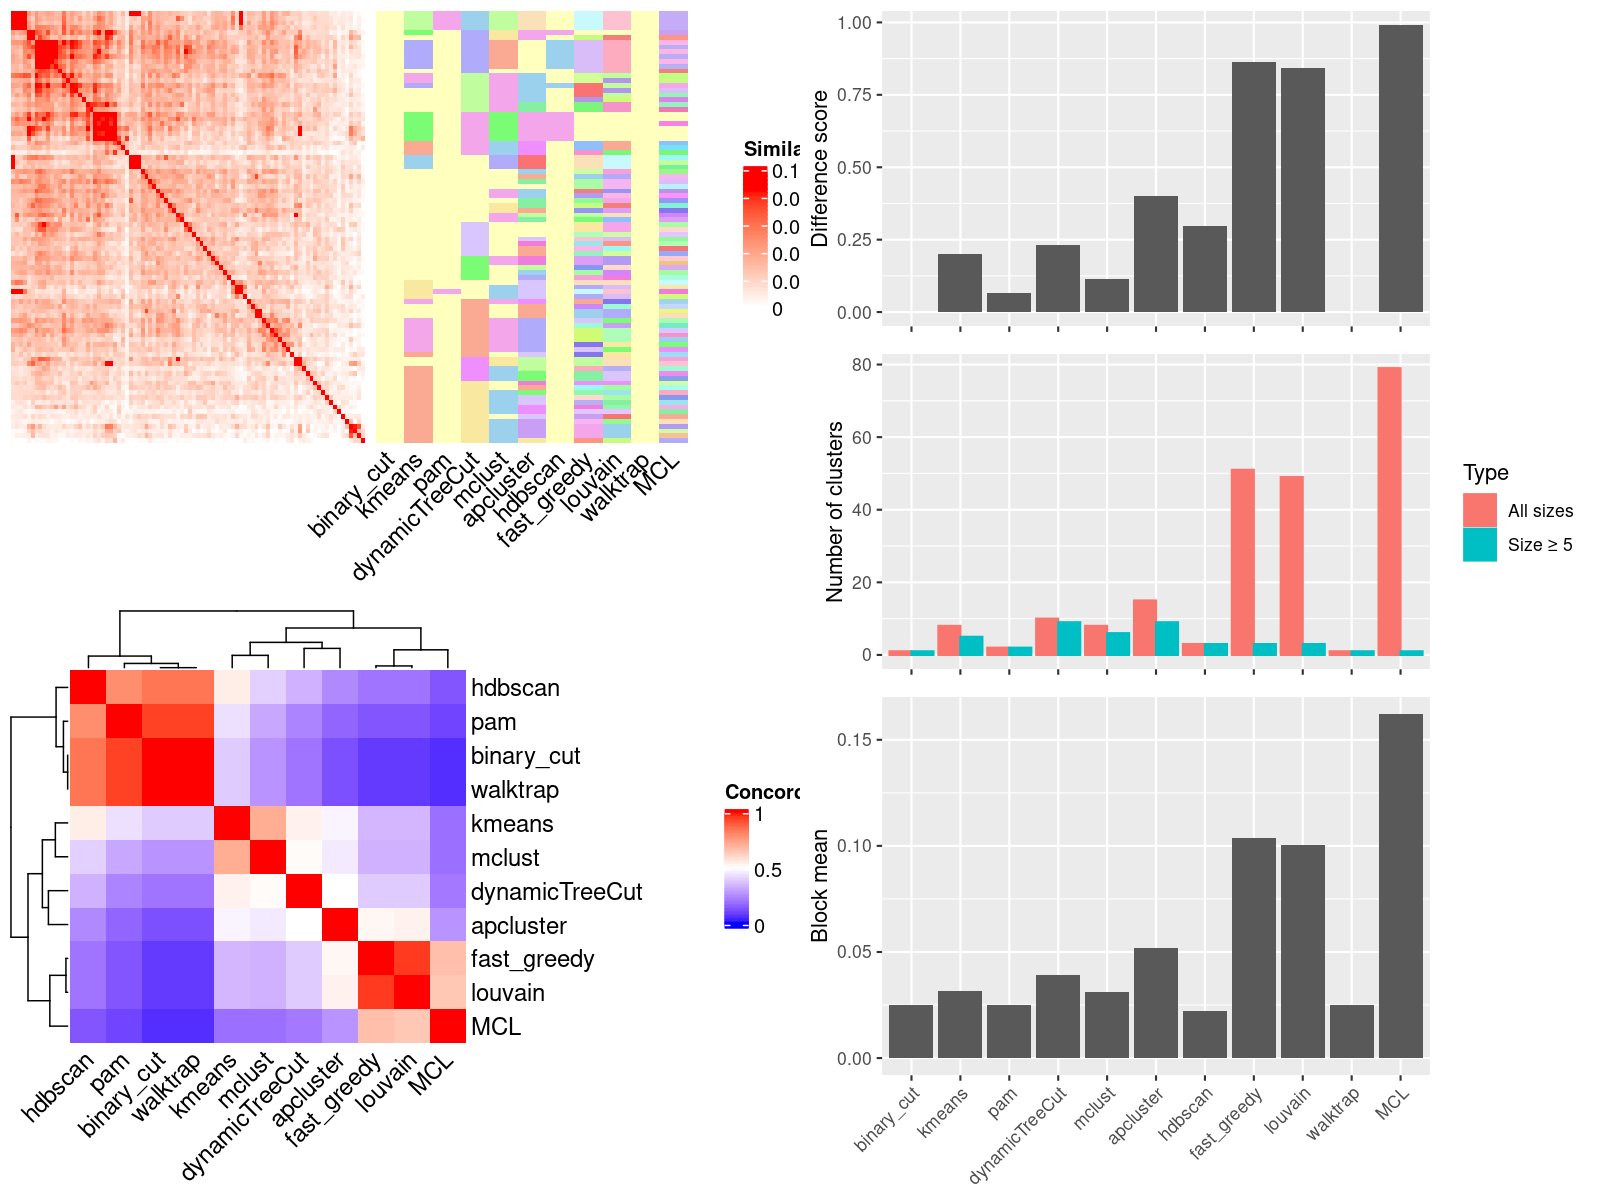 Simila
0.1
0.0
0.0
0.0
0.0
0
binary_cut
kmeans
pam
dynamicTreeCut
mclust
apcluster
hdbscan
fast_greedy
louvain
walktrap
MCL
hdbscan
pam
binary_cut
walktrap
kmeans
mclust
dynamicTreeCut
apcluster
fast_greedy
louvain
MCL
hdbscan
pam
binary_cut
walktrap
kmeans
mclust
dynamicTreeCut
apcluster
fast_greedy
louvain
MCL
Conco
1
0.5
0
Difference score
1.00
0.75
0.50
0.25
0.00
Number of clusters
80
60
40
20
0
Type
All sizes
Size ≥ 5
Block mean
0.15
0.10
0.05
0.00
binary_cut
kmeans
pam
dynamicTreeCut
mclust
apcluster
hdbscan
fast_greedy
louvain
walktrap
MCL